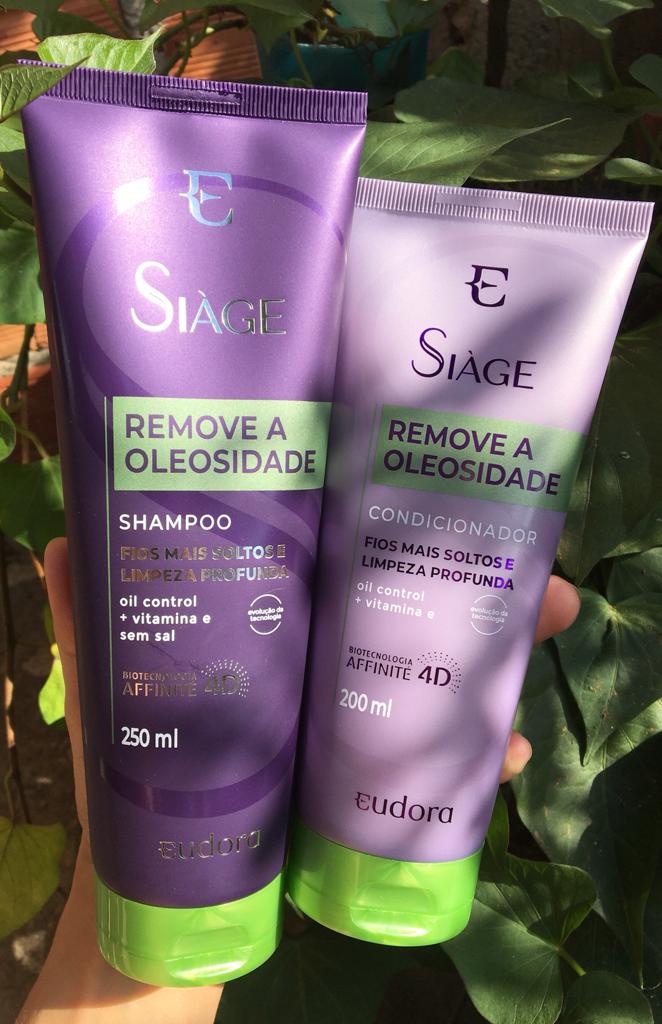 E
SIÀGE
REMOVE A
OLEOSIDADE
SHAMPOO
FIOS MAIS SOLTOS E
LIMPEZA PROFUNDA
oil control
+ vitamina e
sem sal
evolução da
tecnologia
BIOTECNOLOGIA
AFFINITÉ 4D
250 ml
eudora
E
SIÀGE
REMOVE A
OLEOSIDADE
CONDICIONADOR
FIOS MAIS SOLTOS E
LIMPEZA PROFUNDA
oil control
+ vitamina e
evolução da
tecnologia
BIOTECNOLOGIA
AFFINITÉ 4D
200 ml
eudora